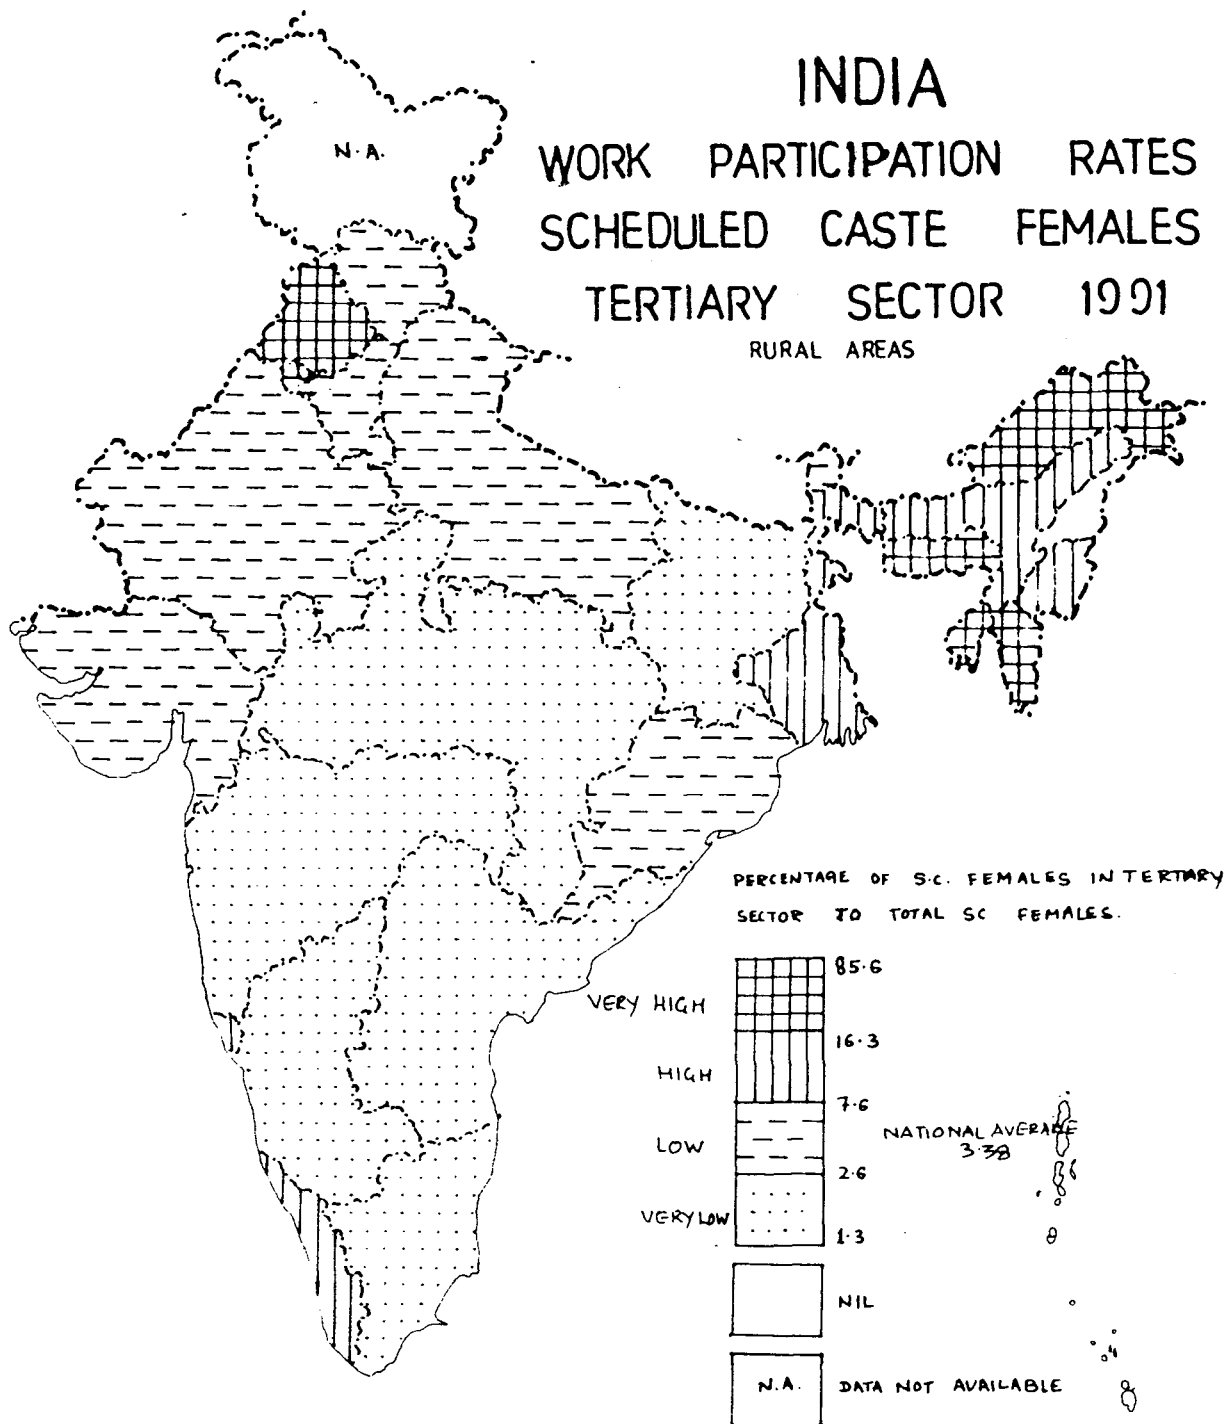 N.A.
INDIA
WORK PARTICIPATION RATES
SCHEDULED CASTE FEMALES
TERTIARY SECTOR 1991
RURAL AREAS
PERCENTAGE OF S.C. FEMALES IN TERTIARY
SECTOR TO TOTAL SC FEMALES.
85.6
VERY HIGH
16.3
HIGH
7.6
NATIONAL AVERAGE
LOW
3.38
2.6
VERY LOW
1.3
NIL
N.A. DATA NOT AVAILABLE